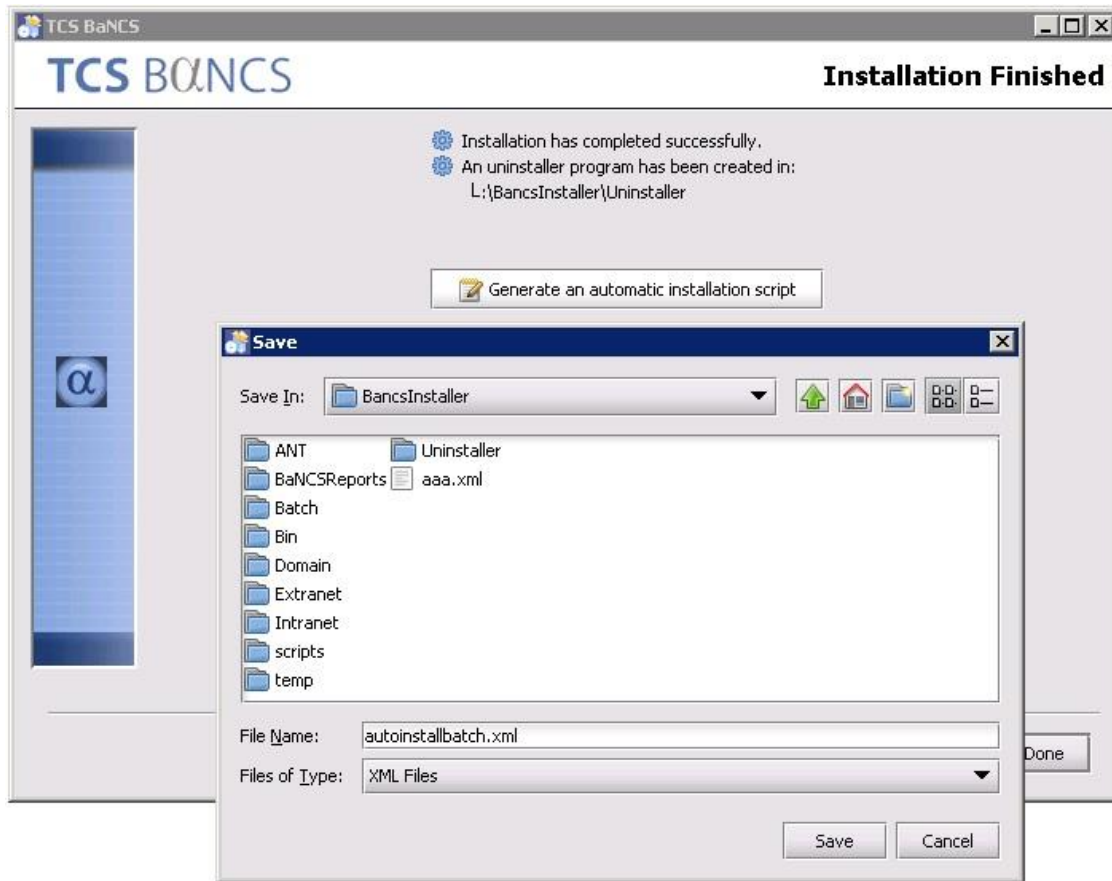 TCS BaNCS
TCS BαNCS
Installation Finished
Installation has completed successfully.
An uninstaller program has been created in:
L:\BancsInstaller\Uninstaller
Generate an automatic installation script
α
Save
Save In: BancsInstaller
ANT
BaNCSReports
Batch
Bin
Domain
Extranet
Intranet
scripts
temp
Uninstaller
aaa.xml
File Name: autoinstallbatch.xml
Files of Type: XML Files
Save Cancel
Done